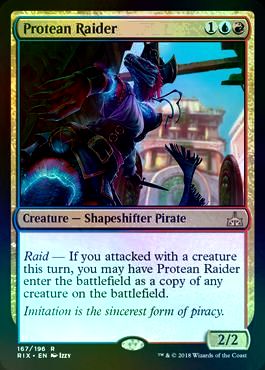 Protean Raider 1
Creature — Shapeshifter Pirate
Raid — If you attacked with a creature
this turn, you may have Protean Raider
enter the battlefield as a copy of any
creature on the battlefield.
Imitation is the sincerest form of piracy.
2/2
167/196 R
RIX • EN Izzy
™ & © 2018 Wizards of the Coast